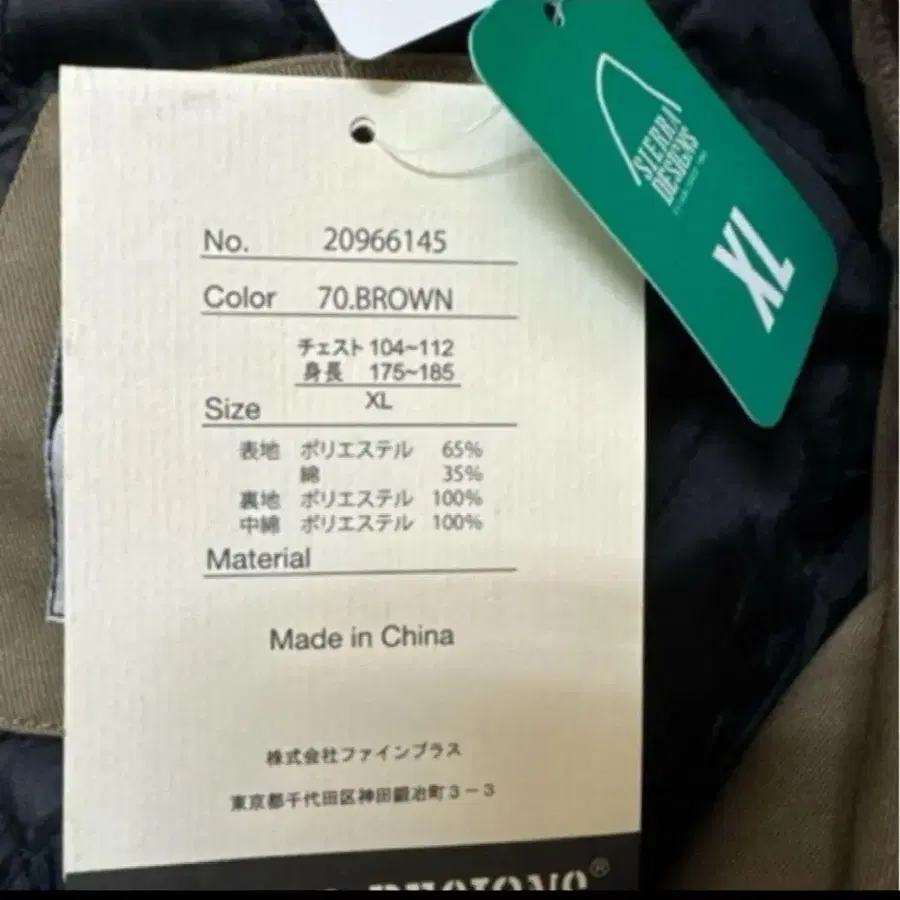 SIERRA
DESIGNS
XL
No. 20966145
Color 70.BROWN
チェスト 104~112
身長 175~185
XL
Size
表地 ポリエステル 65%
綿 35%
裏地 ポリエステル 100%
中綿 ポリエステル 100%
Material
Made in China
株式会社ファインプラス
東京都千代田区神田鍛冶町3-3